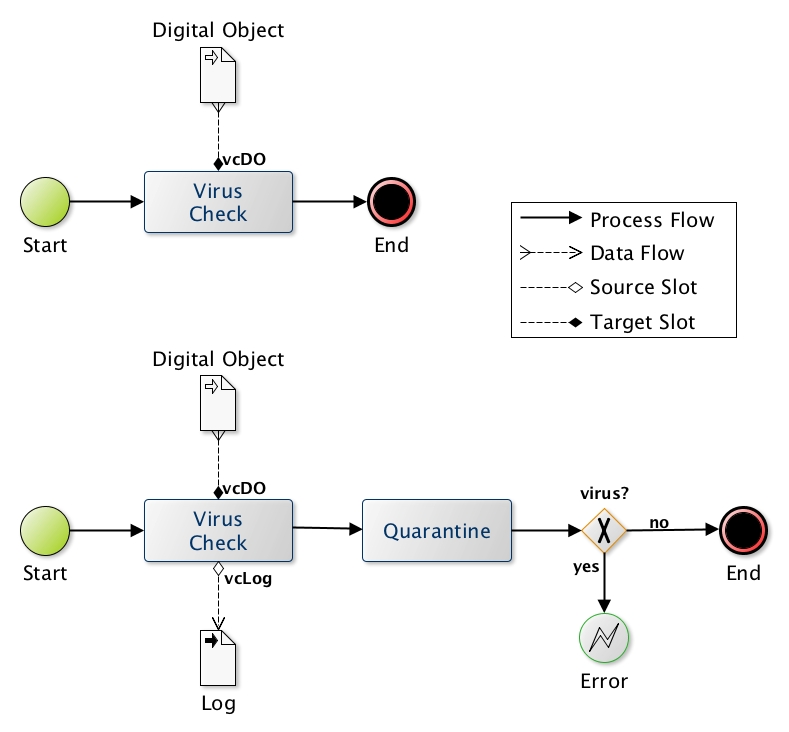 Digital Object
vcDO
Virus
Check
Start
End
Process Flow
Data Flow
Source Slot
Target Slot
Digital Object
vcDO
Virus
Check
Quarantine
virus?
no
yes
Start
vcLog
End
Log
Error